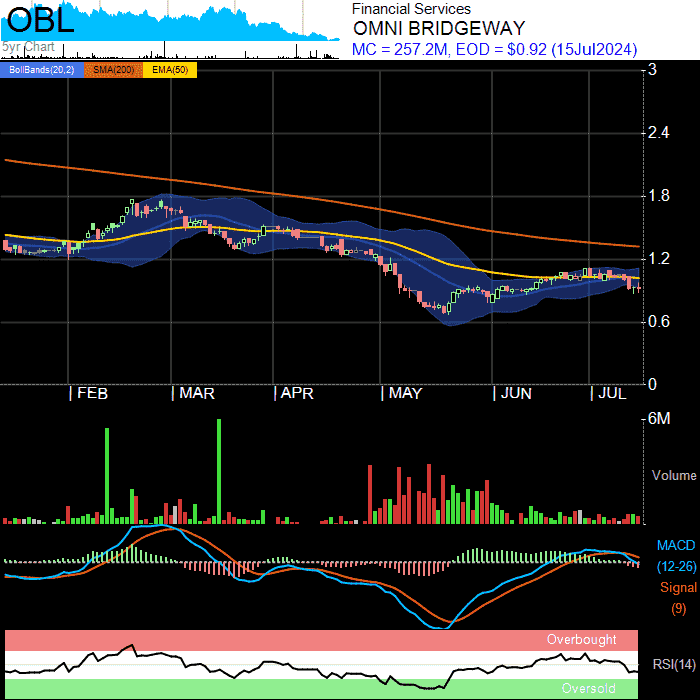 OBL
5yr Chart
Financial Services
OMNI BRIDGEWAY
MC = 257.2M, EOD = $0.92 (15Jul2024)
BollBands(20,2) SMA(200) EMA(50)
3
2.4
1.8
1.2
0.6
0
FEB MAR APR MAY JUN JUL
6M
Volume
MACD
(12-26)
Signal
(9)
Overbought
RSI(14)
Oversold